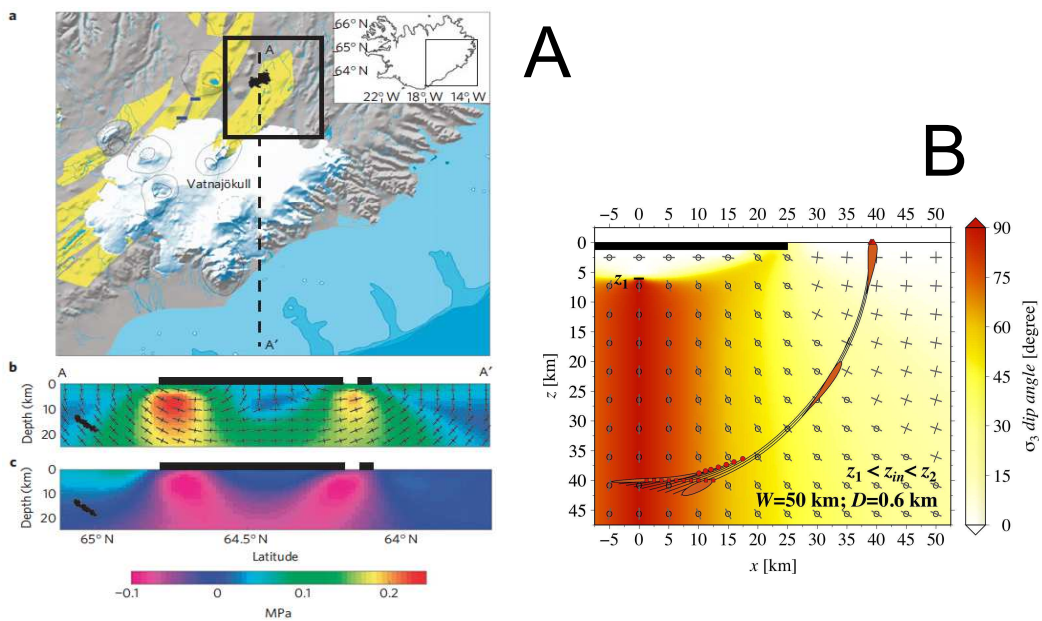 a
A
66° N
65° N
64° N
22° W 18° W 14° W
Vatnajökull
A′
b
A
A′
Depth (km)
0
10
20
c
Depth (km)
0
10
20
65° N
64.5° N
64° N
Latitude
−0.1
0
0.1
0.2
MPa
A
B
−5 0 5 10 15 20 25 30 35 40 45 50
0
5
10
15
20
25
30
35
40
45
z [km]
z1
z1 < zin < z2
W=50 km; D=0.6 km
−5 0 5 10 15 20 25 30 35 40 45 50
x [km]
90
75
60
45
30
15
0
σ3 dip angle [degree]